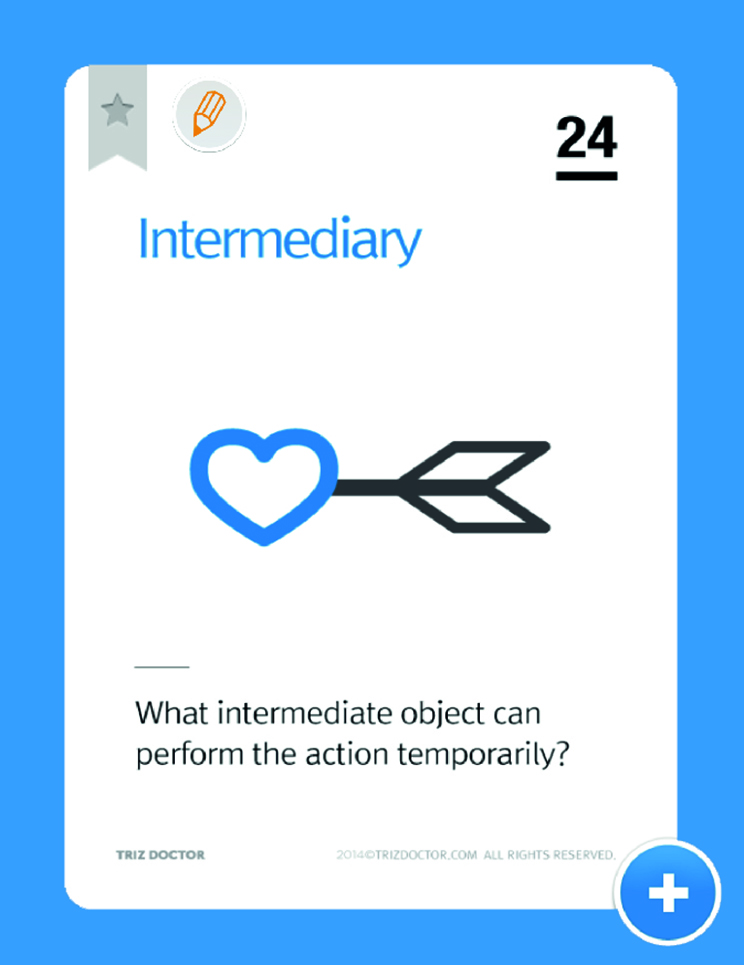 24
Intermediary
What intermediate object can
perform the action temporarily?
TRIZ DOCTOR
2014©TRIZDOCTOR.COM ALL RIGHTS RESERVED.